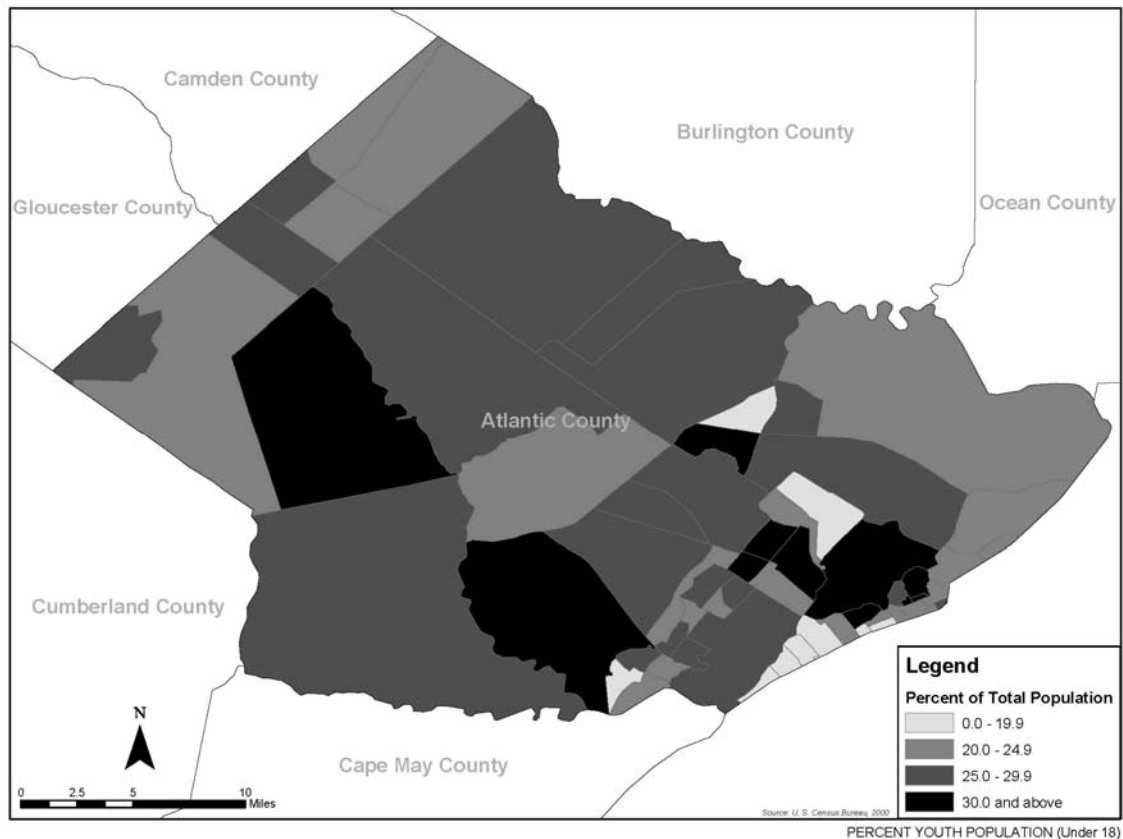 Camden County
Burlington County
Gloucester County
Ocean County
Atlantic County
Cumberland County
Cape May County
N
0 1.25 2.5 5 10
Miles
Legend
Percent of Total Population
0.0 - 19.9
20.0 - 24.9
25.0 - 29.9
30.0 and above
Source: U. S. Census Bureau, 2000
PERCENT YOUTH POPULATION (Under 18)